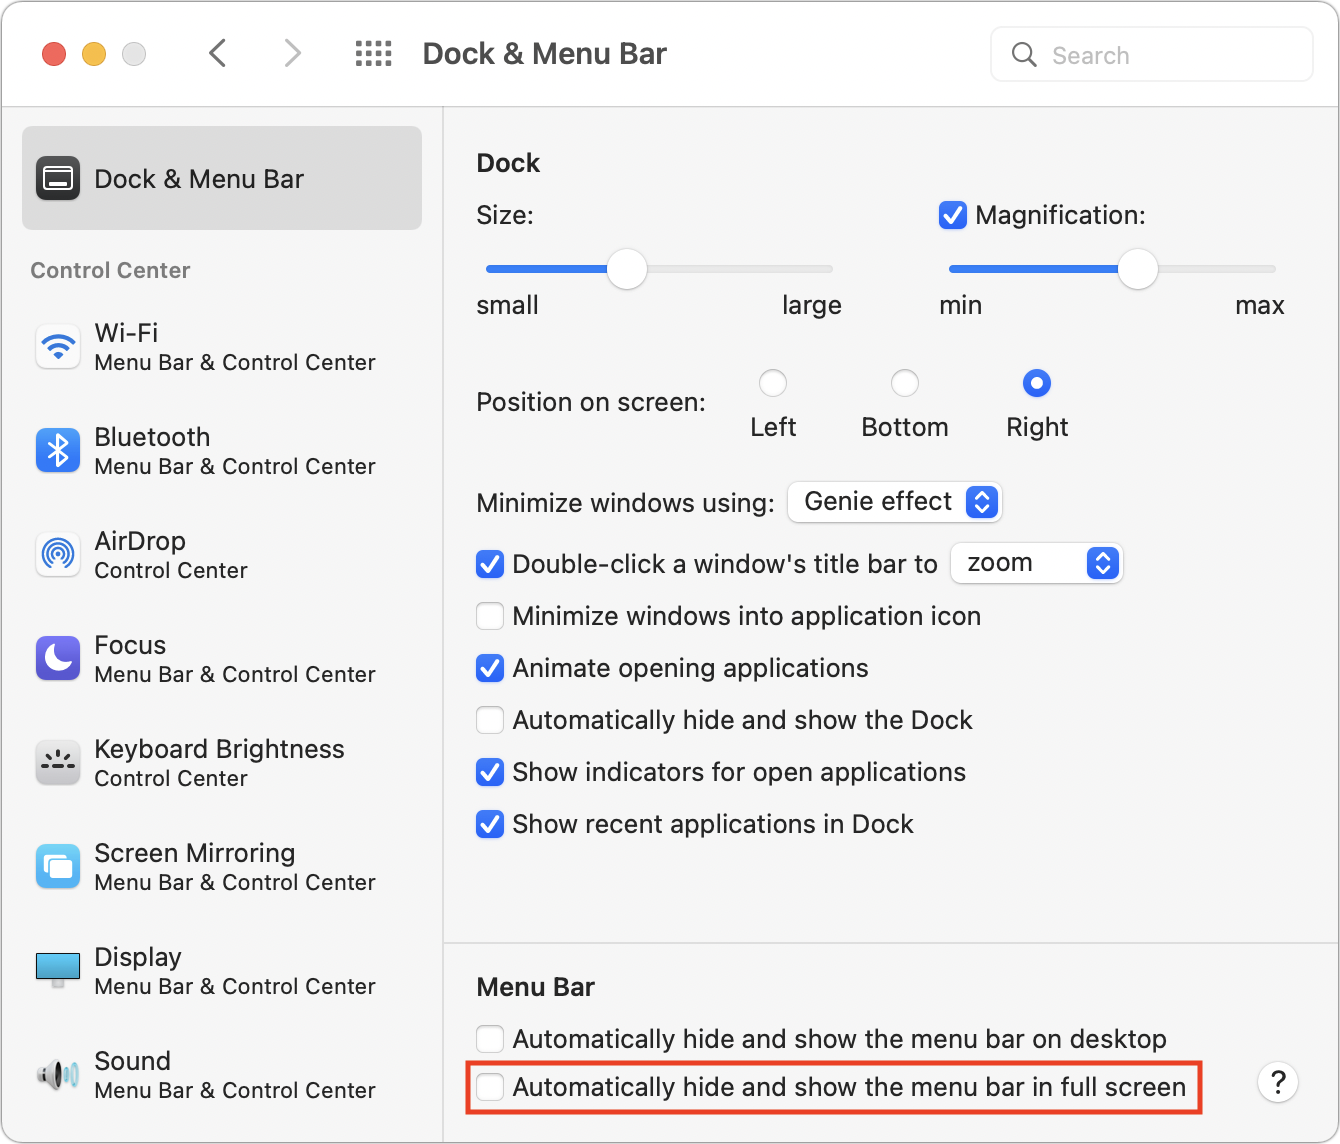 Dock & Menu Bar
Search
Dock & Menu Bar
Control Center
Wi-Fi
Menu Bar & Control Center
Bluetooth
Menu Bar & Control Center
AirDrop
Control Center
Focus
Menu Bar & Control Center
Keyboard Brightness
Control Center
Screen Mirroring
Menu Bar & Control Center
Display
Menu Bar & Control Center
Sound
Menu Bar & Control Center
Dock
Size:
Magnification:
small large
min max
Position on screen:
Left Bottom Right
Minimize windows using: Genie effect
Double-click a window's title bar to zoom
Minimize windows into application icon
Animate opening applications
Automatically hide and show the Dock
Show indicators for open applications
Show recent applications in Dock
Menu Bar
Automatically hide and show the menu bar on desktop
Automatically hide and show the menu bar in full screen
?